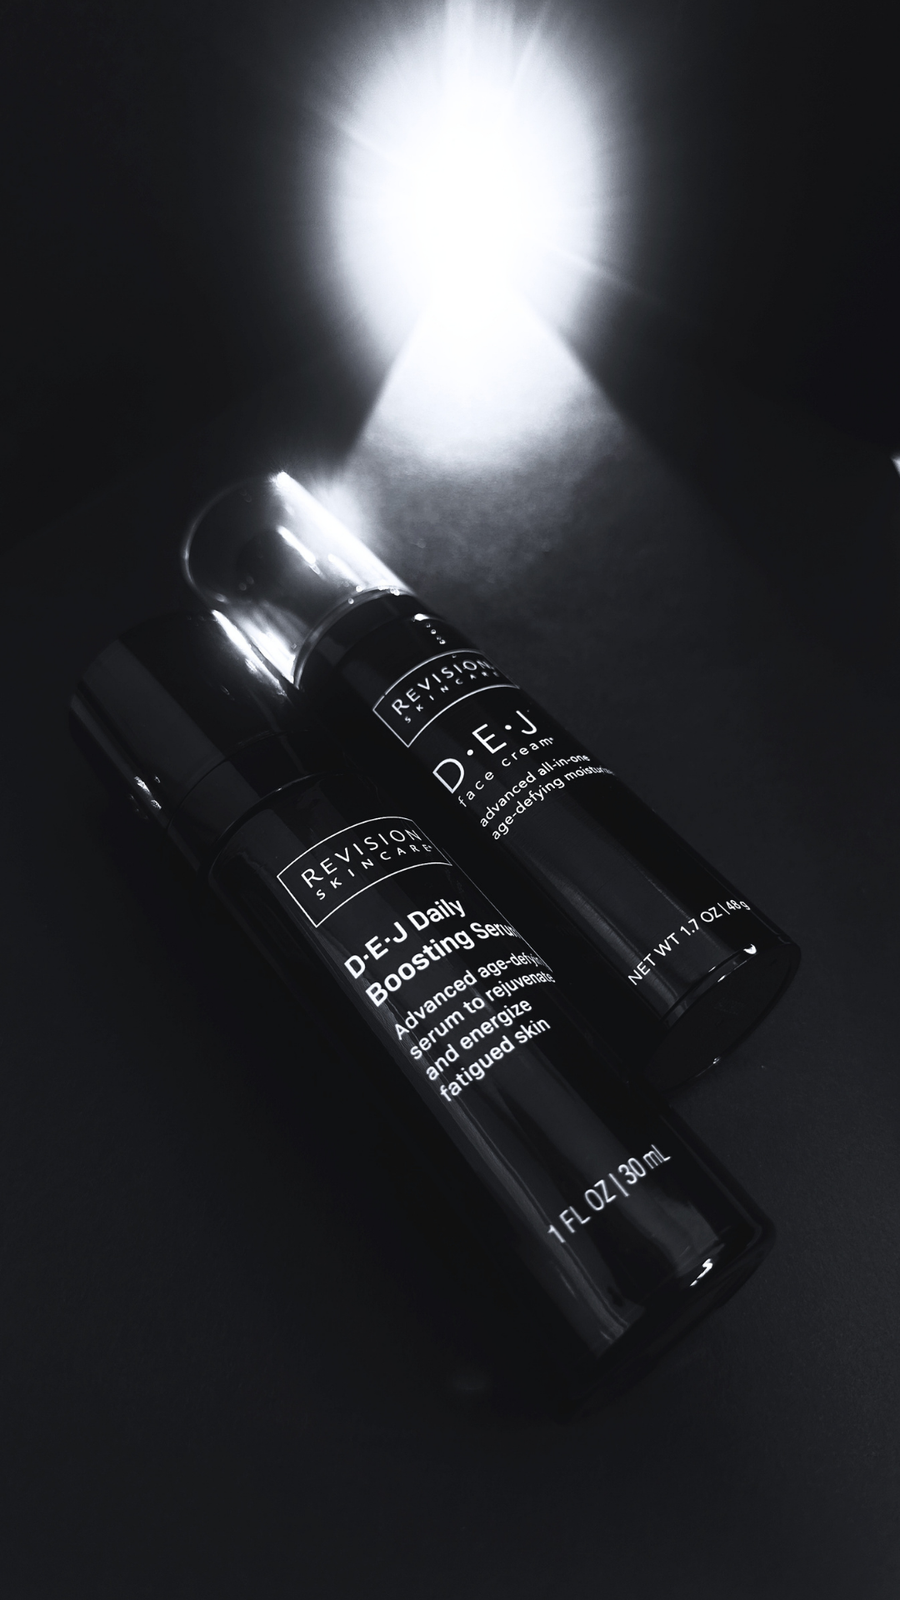 REVISION
SKINCARE
D·E·J
face cream
advanced all-in-one
age-defying
NET WT 1.7 OZ | 48 g
REVISION
SKINCARE
D·E·J Daily
Boosting Serum
Advanced age-defying
serum to rejuvenate
and energize
fatigued skin
1 FL OZ | 30 mL